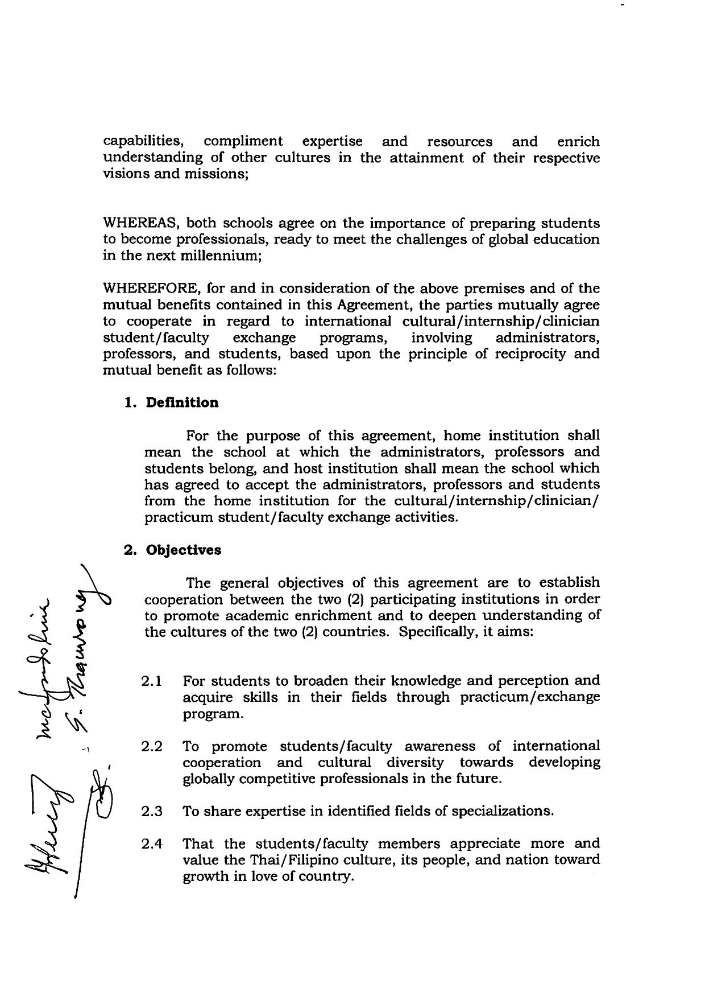 capabilities, compliment expertise and resources and enrich
understanding of other cultures in the attainment of their respective
visions and missions;
WHEREAS, both schools agree on the importance of preparing students
to become professionals, ready to meet the challenges of global education
in the next millennium;
WHEREFORE, for and in consideration of the above premises and of the
mutual benefits contained in this Agreement, the parties mutually agree
to cooperate in regard to international cultural/internship/clinician
student/faculty exchange programs, involving administrators,
professors, and students, based upon the principle of reciprocity and
mutual benefit as follows:
1. Definition
For the purpose of this agreement, home institution shall
mean the school at which the administrators, professors and
students belong, and host institution shall mean the school which
has agreed to accept the administrators, professors and students
from the home institution for the cultural/internship/clinician/
practicum student/faculty exchange activities.
2. Objectives
The general objectives of this agreement are to establish
cooperation between the two (2) participating institutions in order
to promote academic enrichment and to deepen understanding of
the cultures of the two (2) countries. Specifically, it aims:
2.1 For students to broaden their knowledge and perception and
acquire skills in their fields through practicum/exchange
program.
2.2 To promote students/faculty awareness of international
cooperation and cultural diversity towards developing
globally competitive professionals in the future.
2.3 To share expertise in identified fields of specializations.
2.4 That the students/faculty members appreciate more and
value the Thai/Filipino culture, its people, and nation toward
growth in love of country.